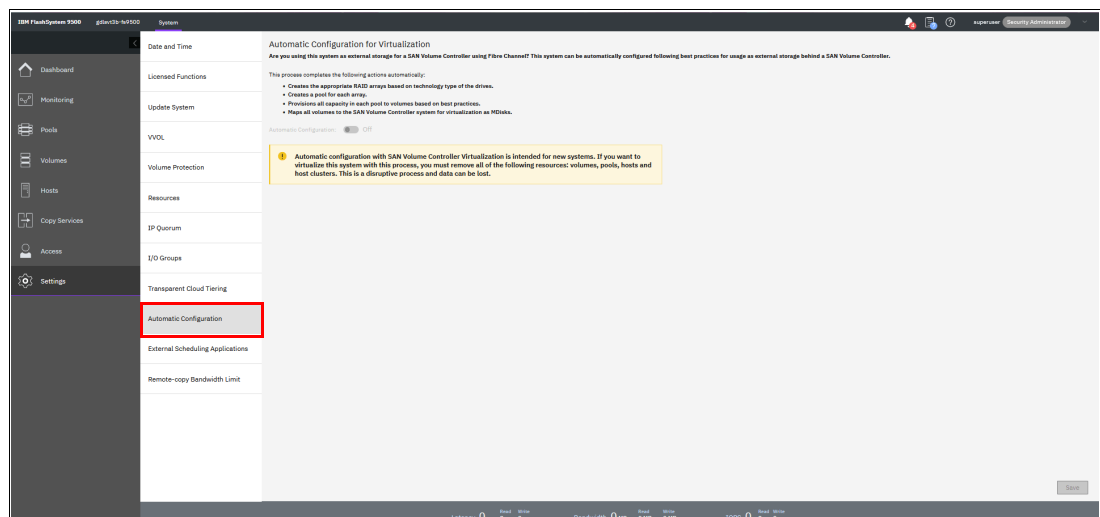 IBM FlashSystem 9500 gdlevt3b-fs9500 System superuser Security Administrator
Date and Time
Licensed Functions
Update System
VVOL
Volume Protection
Resources
IP Quorum
I/O Groups
Transparent Cloud Tiering
Automatic Configuration
External Scheduling Applications
Remote-copy Bandwidth Limit
Dashboard
Monitoring
Pools
Volumes
Hosts
Copy Services
Access
Settings
Automatic Configuration for Virtualization
Are you using this system as external storage for a SAN Volume Controller using Fibre Channel? This system can be automatically configured following best practices for usage as external storage behind a SAN Volume Controller.
This process completes the following actions automatically:
• Creates the appropriate RAID arrays based on technology type of the drives.
• Creates a pool for each array.
• Provisions all capacity in each pool to volumes based on best practices.
• Maps all volumes to the SAN Volume Controller system for virtualization as MDisks.
Automatic Configuration: Off
Automatic configuration with SAN Volume Controller Virtualization is intended for new systems. If you want to
virtualize this system with this process, you must remove all of the following resources: volumes, pools, hosts and
host clusters. This is a disruptive process and data can be lost.
Save
Read Write Read Write Read Write